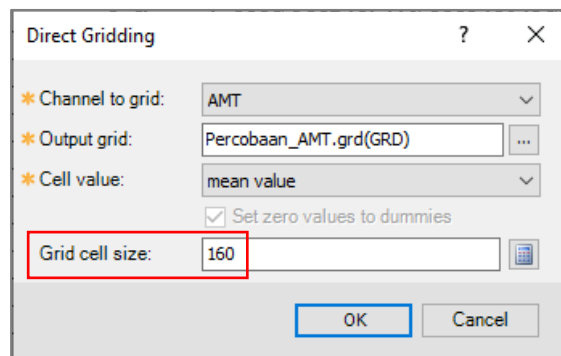 Direct Gridding ?
* Channel to grid: AMT
* Output grid: Percobaan_AMT.grd(GRD) ...
* Cell value: mean value
Set zero values to dummies
Grid cell size: 160
OK Cancel